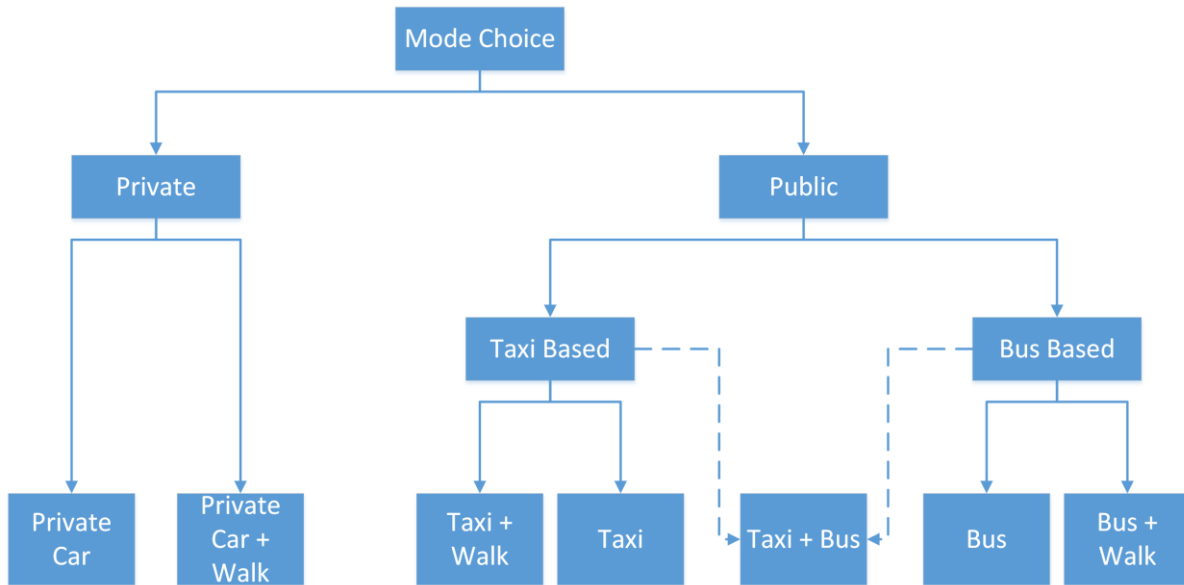 Mode Choice
Private
Public
Taxi Based
Bus Based
Private
Car
Private
Car +
Walk
Taxi +
Walk
Taxi
Taxi + Bus
Bus
Bus +
Walk